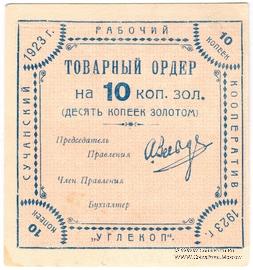 1923 г.
РАБОЧИЙ
10 КОПЕЕК
ТОВАРНЫЙ ОРДЕР
на 10 коп. зол.
(ДЕСЯТЬ КОПЕЕК ЗОЛОТОМ)
СУЧАНСКИЙ
КООПЕРАТИВ
Председатель
Правления
Член Правления
Бухгалтер
10 КОПЕЕК
„УГЛЕКОП“
1923 г.